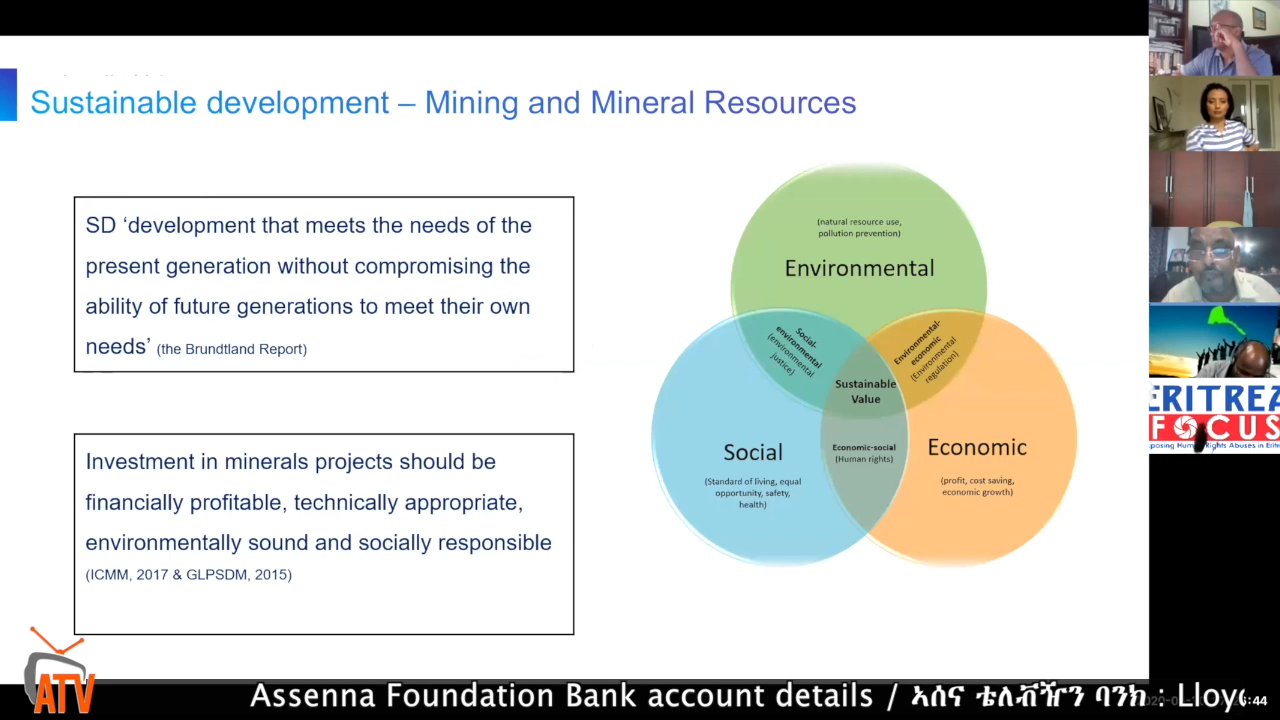 Sustainable development – Mining and Mineral Resources
SD ‘development that meets the needs of the
present generation without compromising the
ability of future generations to meet their own
needs’ (the Brundtland Report)
Investment in minerals projects should be
financially profitable, technically appropriate,
environmentally sound and socially responsible
(ICMM, 2017 & GLPSDM, 2015)
(natural resource use,
pollution prevention)
Environmental
Social-
environmental
(environmental
justice)
Environmental-
economic
(Environmental
regulation)
Sustainable
Value
Social
(Standard of living, equal
opportunity, safety,
health)
Economic-social
(Human rights)
Economic
(profit, cost saving,
economic growth)
ERITREA
FOCUS
posing Human Rights Abuses in Eritr
ATV
Assenna Foundation Bank account details / ኣሰና ቴለቭዥን ባንክ : Lloy
:44